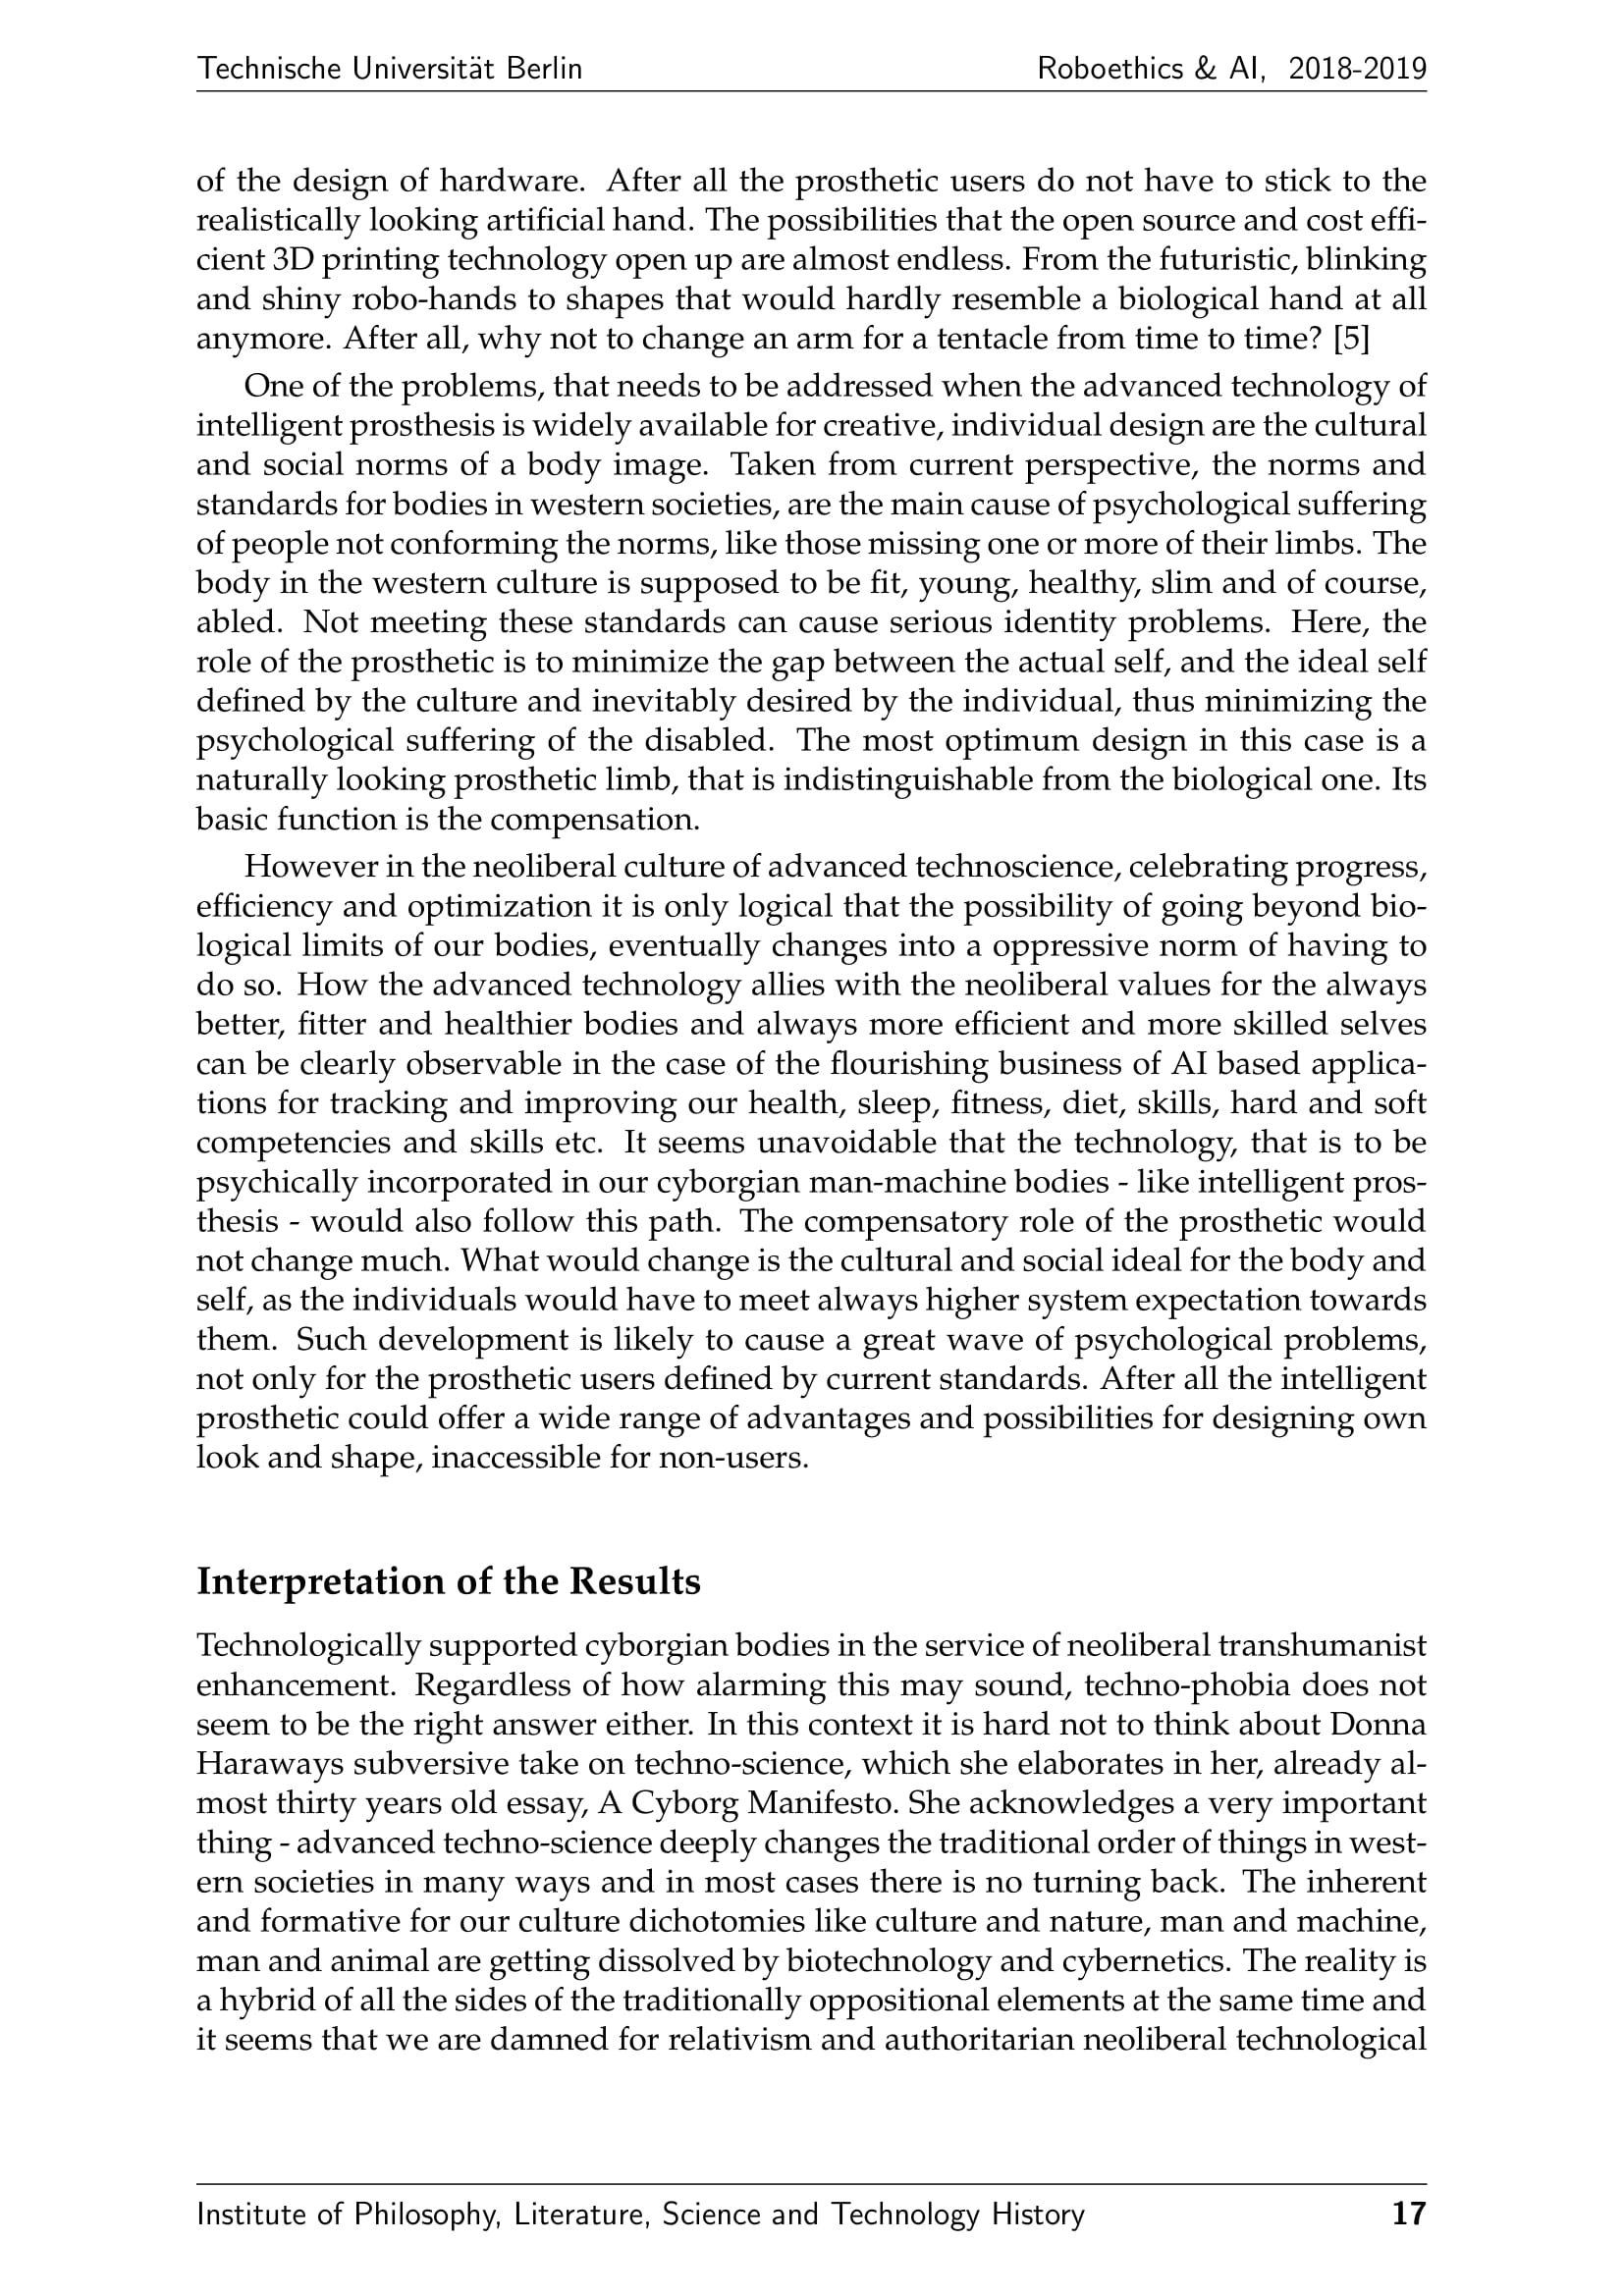 Technische Universität Berlin
Roboethics & AI, 2018-2019
of the design of hardware. After all the prosthetic users do not have to stick to the
realistically looking artificial hand. The possibilities that the open source and cost effi-
cient 3D printing technology open up are almost endless. From the futuristic, blinking
and shiny robo-hands to shapes that would hardly resemble a biological hand at all
anymore. After all, why not to change an arm for a tentacle from time to time? [5]
One of the problems, that needs to be addressed when the advanced technology of
intelligent prosthesis is widely available for creative, individual design are the cultural
and social norms of a body image. Taken from current perspective, the norms and
standards for bodies in western societies, are the main cause of psychological suffering
of people not conforming the norms, like those missing one or more of their limbs. The
body in the western culture is supposed to be fit, young, healthy, slim and of course,
abled. Not meeting these standards can cause serious identity problems. Here, the
role of the prosthetic is to minimize the gap between the actual self, and the ideal self
defined by the culture and inevitably desired by the individual, thus minimizing the
psychological suffering of the disabled. The most optimum design in this case is a
naturally looking prosthetic limb, that is indistinguishable from the biological one. Its
basic function is the compensation.
However in the neoliberal culture of advanced technoscience, celebrating progress,
efficiency and optimization it is only logical that the possibility of going beyond bio-
logical limits of our bodies, eventually changes into a oppressive norm of having to
do so. How the advanced technology allies with the neoliberal values for the always
better, fitter and healthier bodies and always more efficient and more skilled selves
can be clearly observable in the case of the flourishing business of AI based applica-
tions for tracking and improving our health, sleep, fitness, diet, skills, hard and soft
competencies and skills etc. It seems unavoidable that the technology, that is to be
psychically incorporated in our cyborgian man-machine bodies - like intelligent pros-
thesis - would also follow this path. The compensatory role of the prosthetic would
not change much. What would change is the cultural and social ideal for the body and
self, as the individuals would have to meet always higher system expectation towards
them. Such development is likely to cause a great wave of psychological problems,
not only for the prosthetic users defined by current standards. After all the intelligent
prosthetic could offer a wide range of advantages and possibilities for designing own
look and shape, inaccessible for non-users.
Interpretation of the Results
Technologically supported cyborgian bodies in the service of neoliberal transhumanist
enhancement. Regardless of how alarming this may sound, techno-phobia does not
seem to be the right answer either. In this context it is hard not to think about Donna
Haraways subversive take on techno-science, which she elaborates in her, already al-
most thirty years old essay, A Cyborg Manifesto. She acknowledges a very important
thing - advanced techno-science deeply changes the traditional order of things in west-
ern societies in many ways and in most cases there is no turning back. The inherent
and formative for our culture dichotomies like culture and nature, man and machine,
man and animal are getting dissolved by biotechnology and cybernetics. The reality is
a hybrid of all the sides of the traditionally oppositional elements at the same time and
it seems that we are damned for relativism and authoritarian neoliberal technological
Institute of Philosophy, Literature, Science and Technology History
17